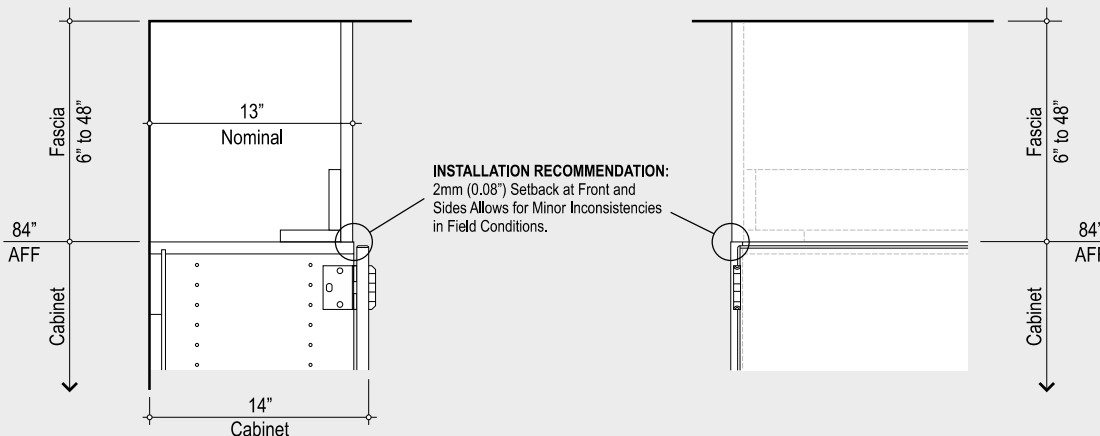 Fascia
6” to 48”
13”
Nominal
INSTALLATION RECOMMENDATION:
2mm (0.08”) Setback at Front and
Sides Allows for Minor Inconsistencies
in Field Conditions.
Fascia
6” to 48”
84”
AFF
84”
AFF
Cabinet
Cabinet
14”
Cabinet